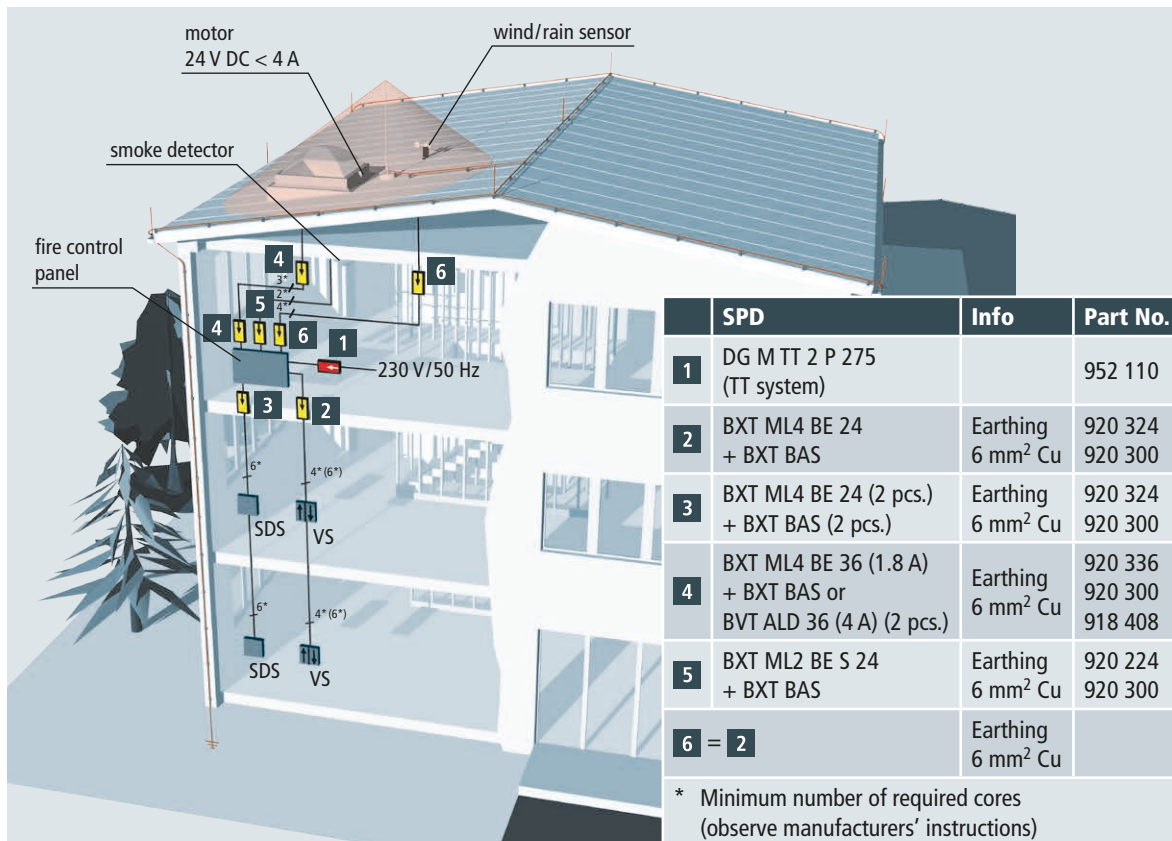 motor
24 V DC < 4 A
wind/rain sensor
smoke detector
fire control
panel
4
3*
6
2*
5
4*
4
6
1
230 V/50 Hz
3
2
6*
4* (6*)
SDS
VS
6*
4* (6*)
SDS
VS
SPD Info Part No.
1 DG M TT 2 P 275 952 110
(TT system)
2 BXT ML4 BE 24 Earthing 920 324
+ BXT BAS 6 mm² Cu 920 300
3 BXT ML4 BE 24 (2 pcs.) Earthing 920 324
+ BXT BAS (2 pcs.) 6 mm² Cu 920 300
4 BXT ML4 BE 36 (1.8 A) Earthing 920 336
+ BXT BAS or 6 mm² Cu 920 300
BVT ALD 36 (4 A) (2 pcs.) 918 408
5 BXT ML2 BE S 24 Earthing 920 224
+ BXT BAS 6 mm² Cu 920 300
6 = 2 Earthing
6 mm² Cu
* Minimum number of required cores
(observe manufacturers’ instructions)